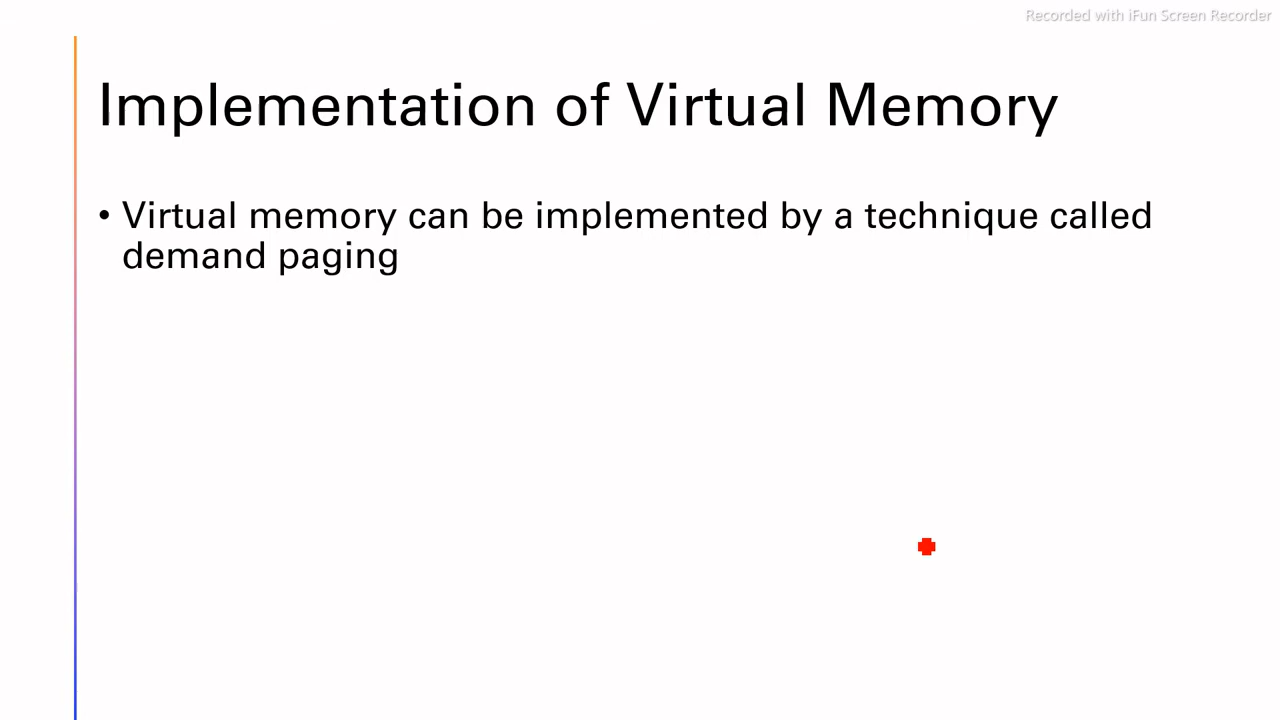 Recorded with iFun Screen Recorder
Implementation of Virtual Memory
• Virtual memory can be implemented by a technique called
demand paging